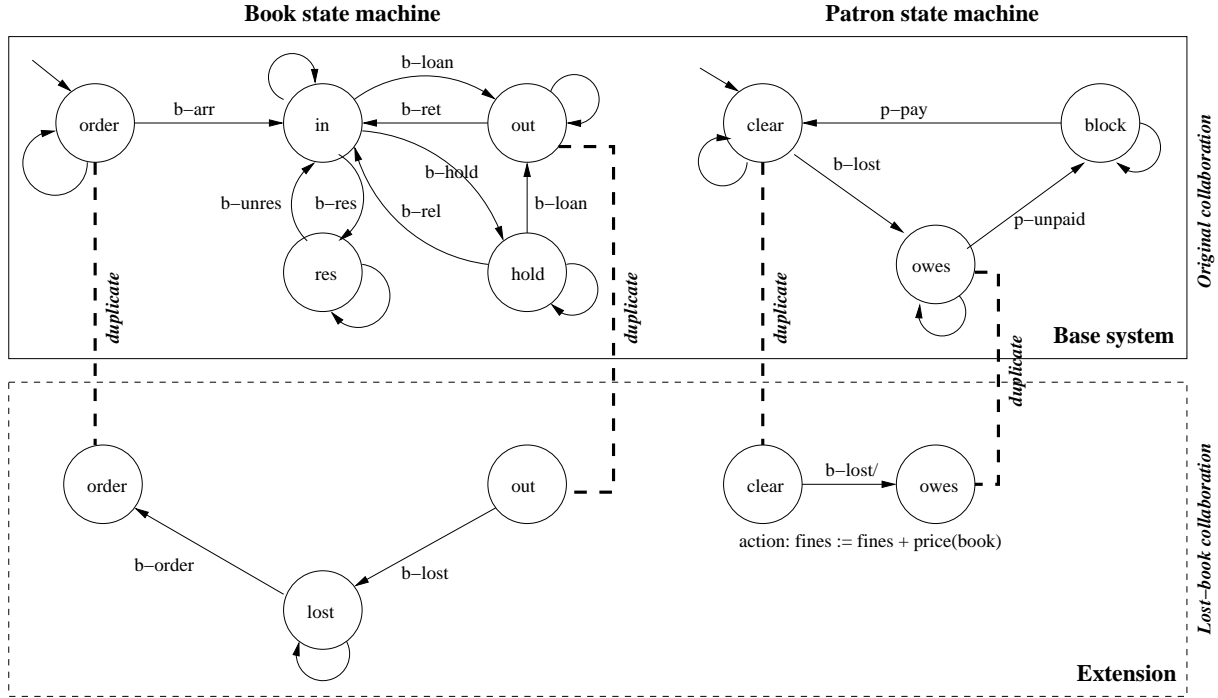 Book state machine
Patron state machine
b−loan
order
b−arr
in
b−ret
out
clear
p−pay
block
b−hold
b−lost
b−unres
b−res
b−rel
b−loan
p−unpaid
res
hold
owes
duplicate
duplicate
duplicate
duplicate
Base system
Original collaboration
order
out
clear
b−lost/
owes
action: fines := fines + price(book)
b−order
b−lost
lost
Extension
Lost−book collaboration